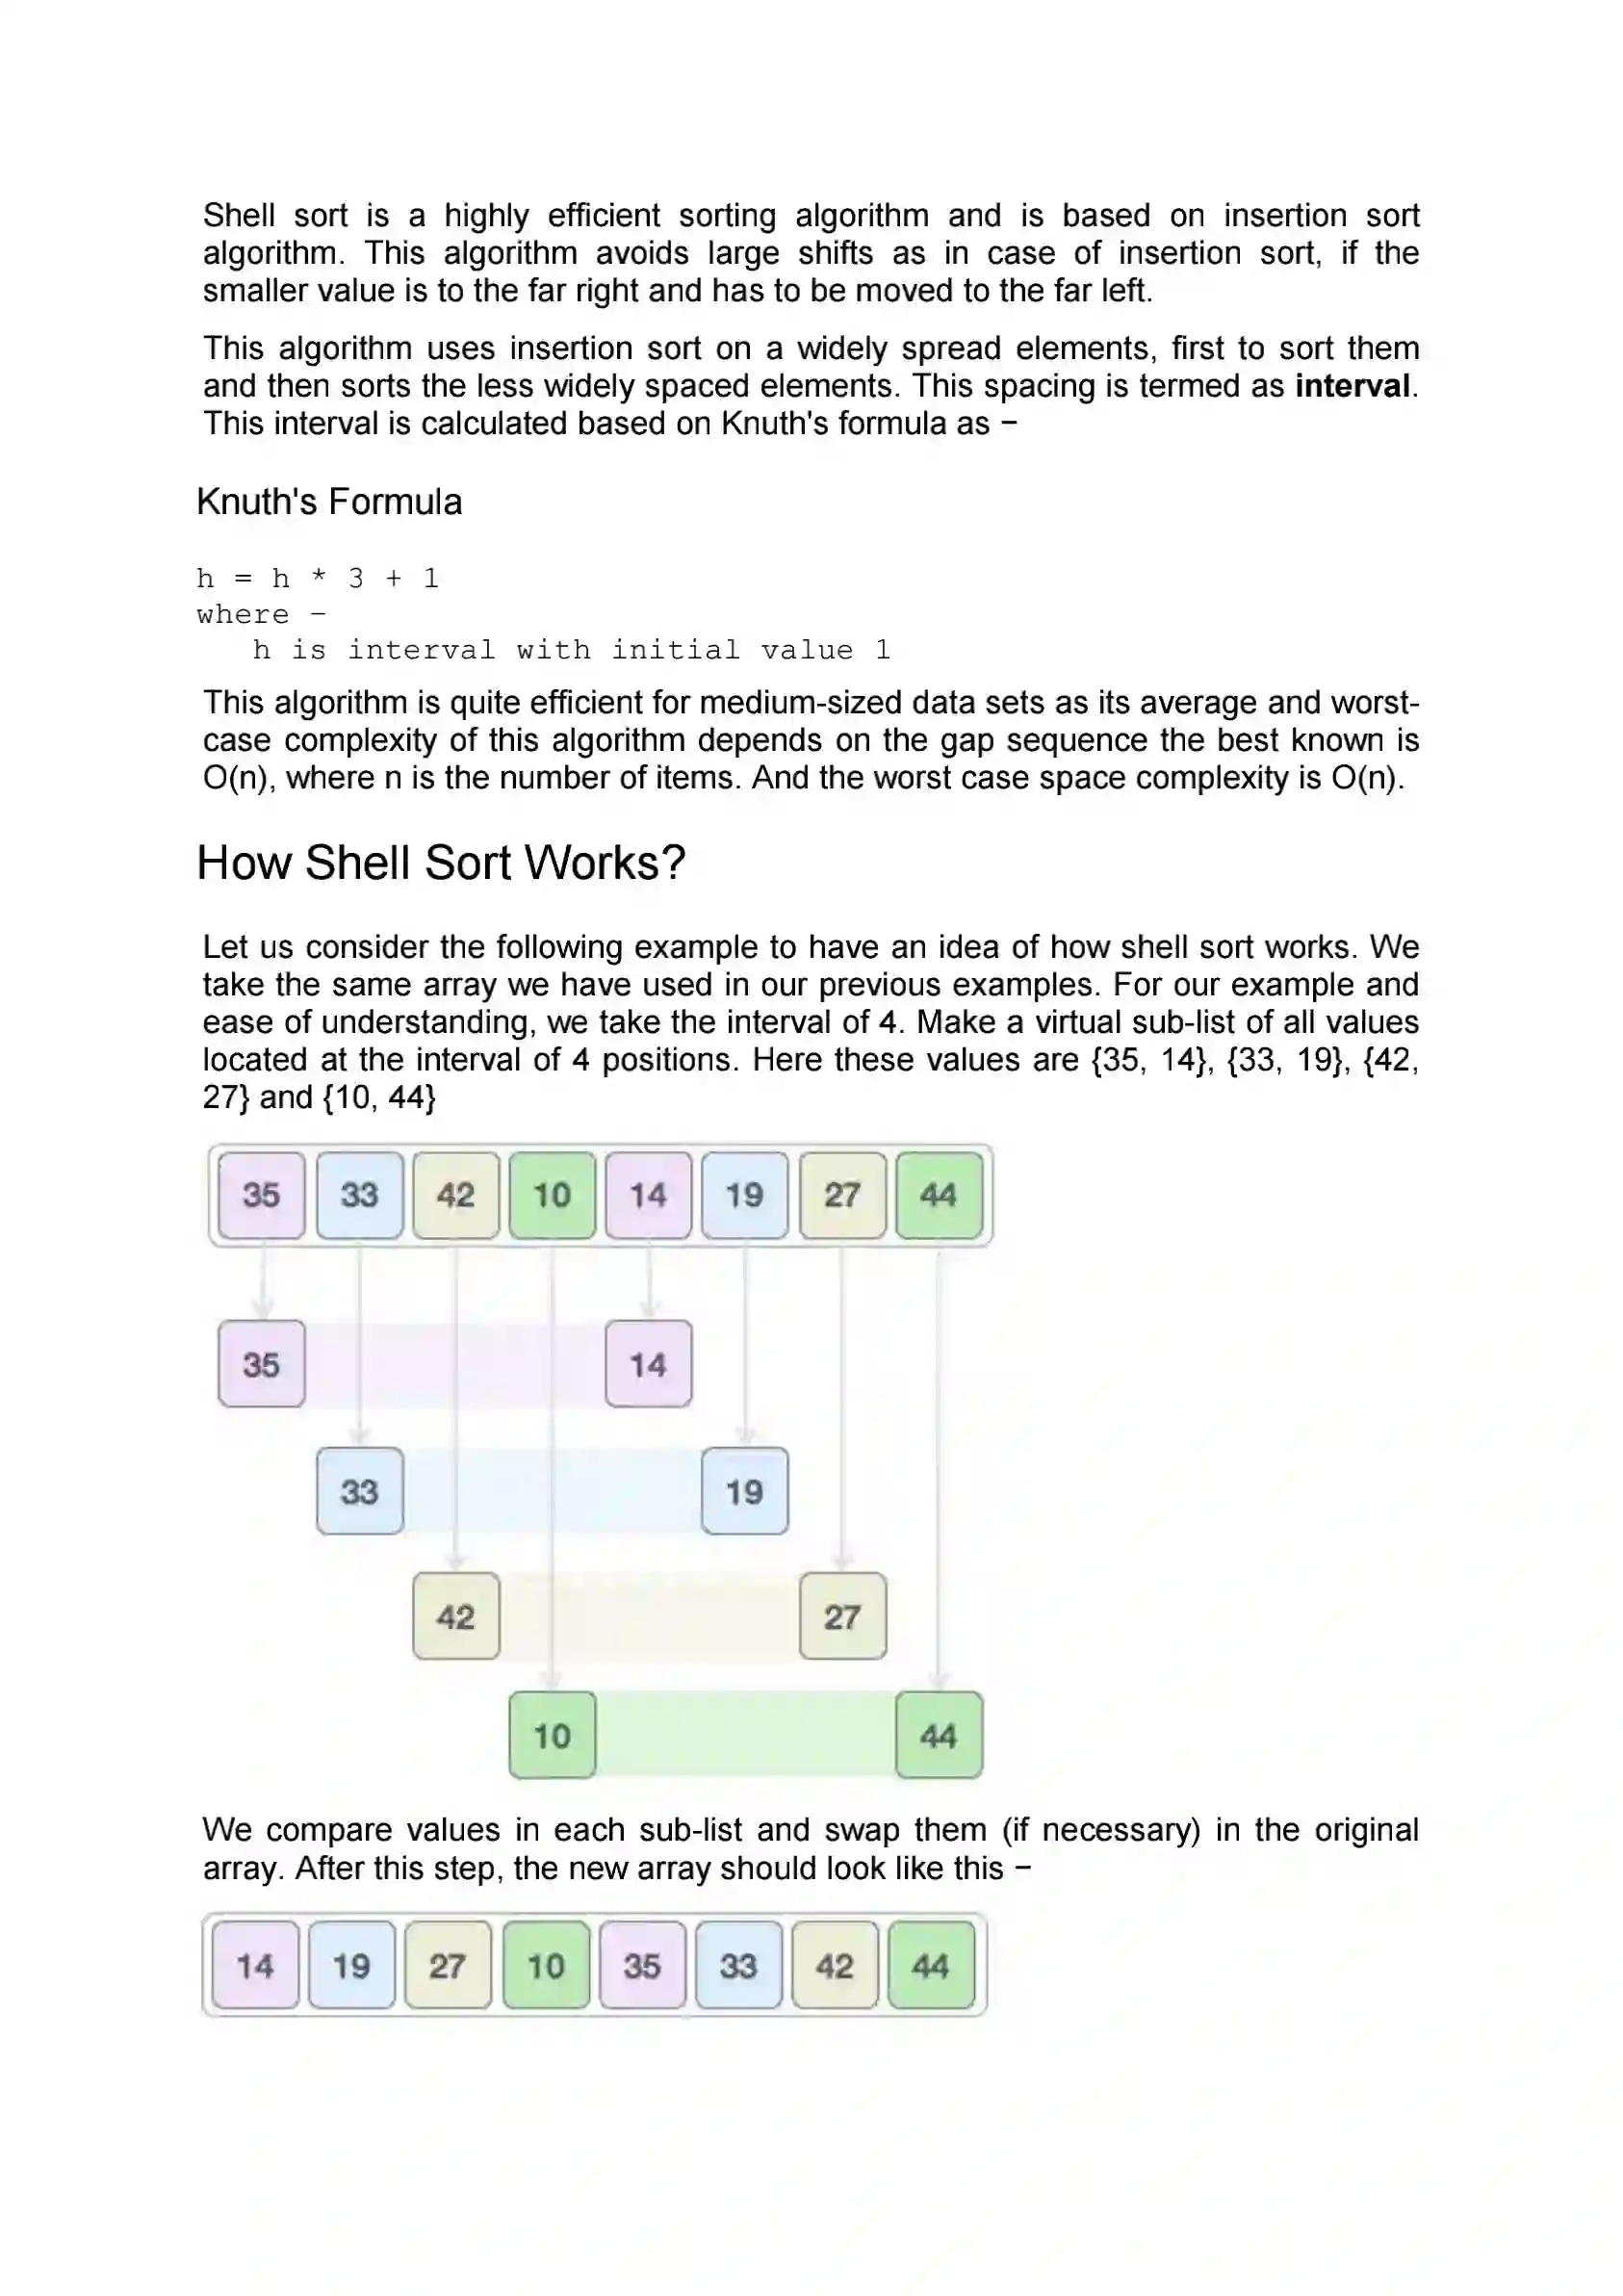 Shell sort is a highly efficient sorting algorithm and is based on insertion sort
algorithm. This algorithm avoids large shifts as in case of insertion sort, if the
smaller value is to the far right and has to be moved to the far left.
This algorithm uses insertion sort on a widely spread elements, first to sort them
and then sorts the less widely spaced elements. This spacing is termed as interval.
This interval is calculated based on Knuth's formula as −
Knuth's Formula
h = h * 3 + 1
where −
h is interval with initial value 1
This algorithm is quite efficient for medium-sized data sets as its average and worst-
case complexity of this algorithm depends on the gap sequence the best known is
O(n), where n is the number of items. And the worst case space complexity is O(n).
How Shell Sort Works?
Let us consider the following example to have an idea of how shell sort works. We
take the same array we have used in our previous examples. For our example and
ease of understanding, we take the interval of 4. Make a virtual sub-list of all values
located at the interval of 4 positions. Here these values are {35, 14}, {33, 19}, {42,
27} and {10, 44}
35 33 42 10 14 19 27 44
35 14
33 19
42 27
10 44
We compare values in each sub-list and swap them (if necessary) in the original
array. After this step, the new array should look like this −
14 19 27 10 35 33 42 44